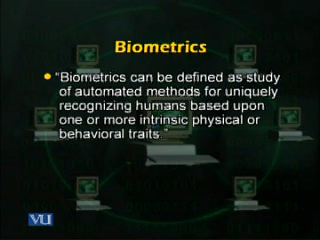 Biometrics
"Biometrics can be defined as study
of automated methods for uniquely
recognizing humans based upon
one or more intrinsic physical or
behavioral traits."
VU